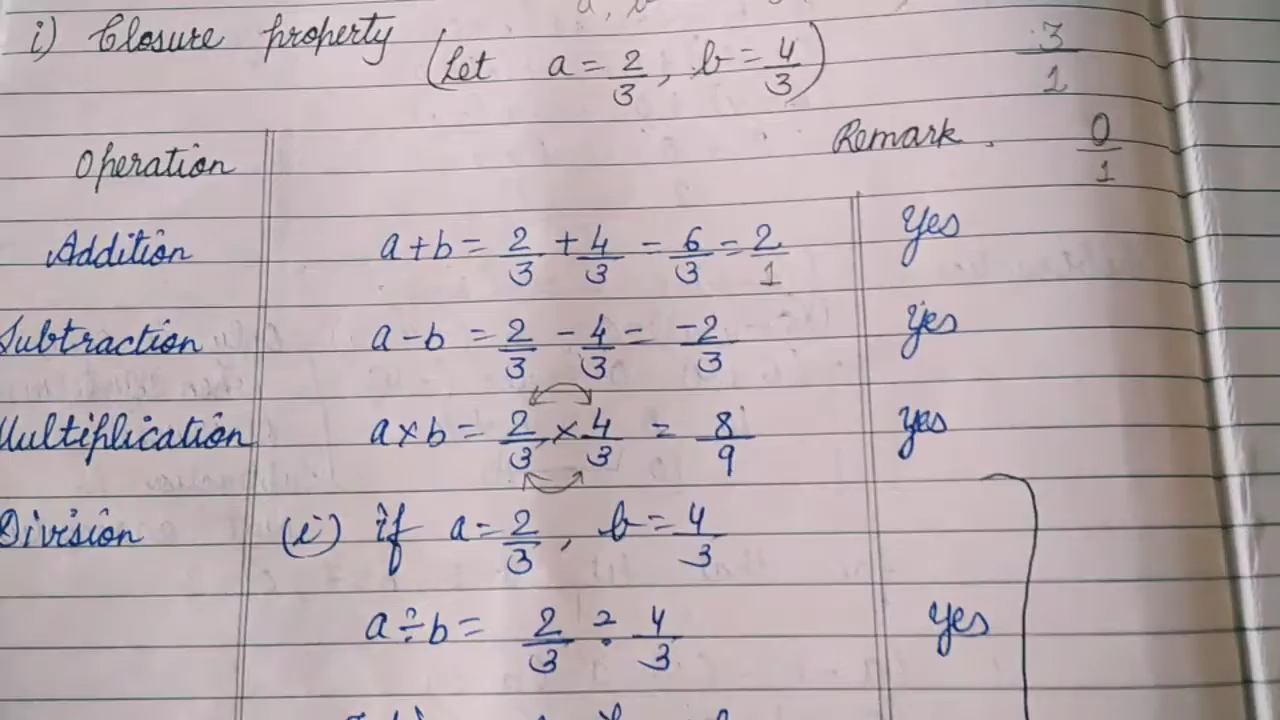 i) Closure property (Let a = 2/3, b = 4/3) 3/1
Operation Remark. 0/1
Addition a + b = 2/3 + 4/3 = 6/3 = 2/1 Yes
Subtraction a - b = 2/3 - 4/3 = -2/3 Yes
Multiplication a × b = 2/3 × 4/3 = 8/9 Yes
Division (i) if a = 2/3, b = 4/3
a ÷ b = 2/3 ÷ 4/3 Yes